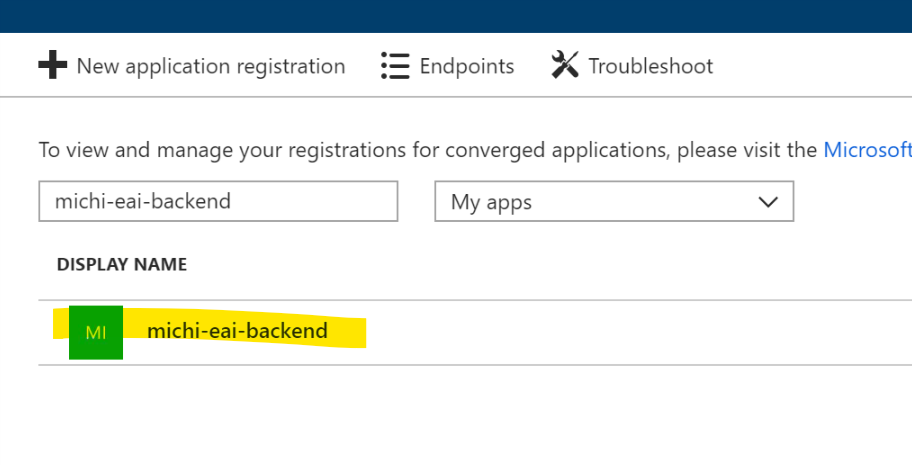 New application registration Endpoints Troubleshoot
To view and manage your registrations for converged applications, please visit the Microsoft
michi-eai-backend My apps
DISPLAY NAME
MI michi-eai-backend